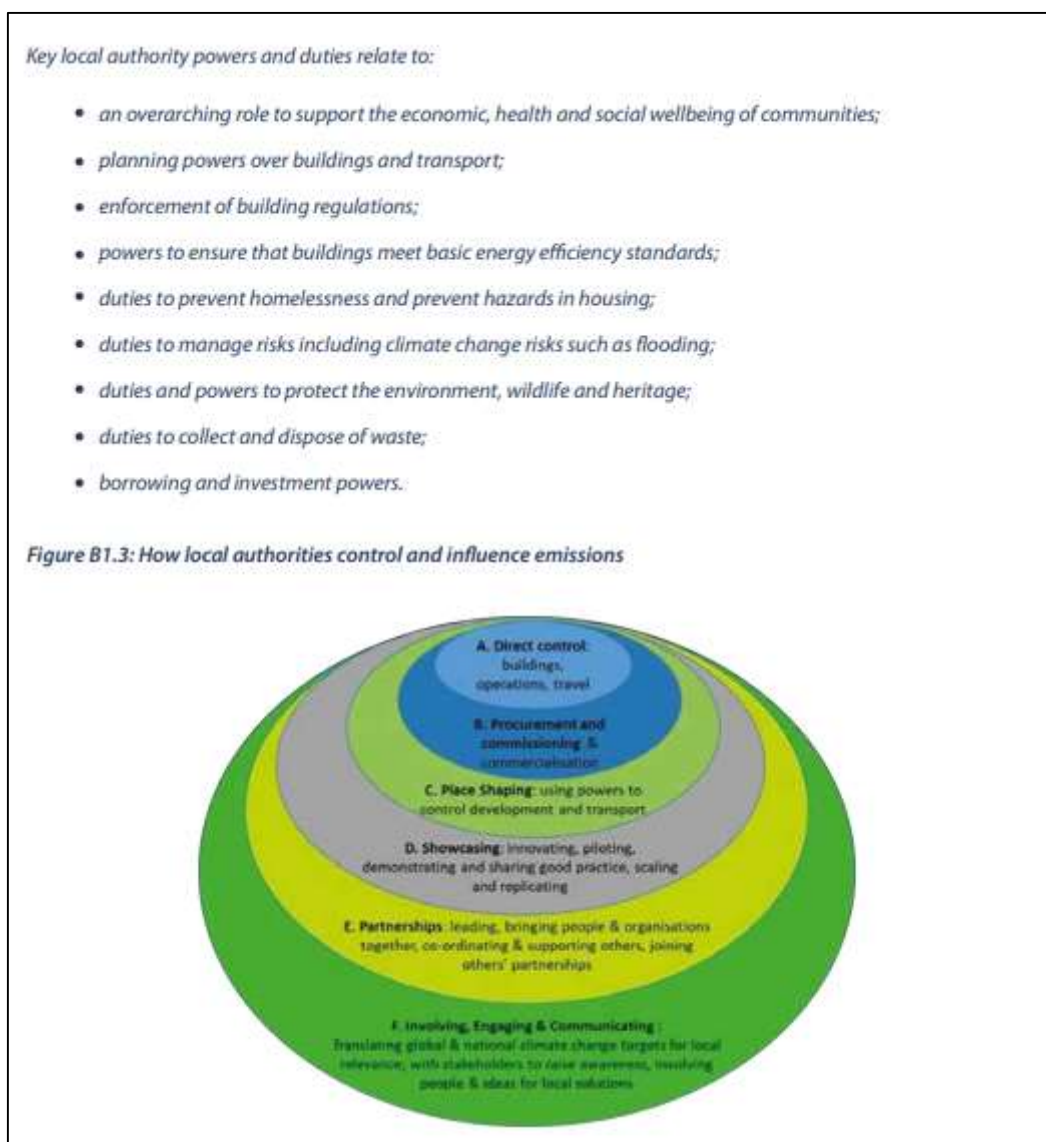 Key local authority powers and duties relate to:
• an overarching role to support the economic, health and social wellbeing of communities;
• planning powers over buildings and transport;
• enforcement of building regulations;
• powers to ensure that buildings meet basic energy efficiency standards;
• duties to prevent homelessness and prevent hazards in housing;
• duties to manage risks including climate change risks such as flooding;
• duties and powers to protect the environment, wildlife and heritage;
• duties to collect and dispose of waste;
• borrowing and investment powers.
Figure B1.3: How local authorities control and influence emissions
A. Direct control:
buildings,
operations, travel
B. Procurement and
commissioning &
commercialisation
C. Place Shaping: using powers to
control development and transport
D. Showcasing: innovating, piloting,
demonstrating and sharing good practice, scaling
and replicating
E. Partnerships: leading, bringing people & organisations
together, co-ordinating & supporting others, joining
others' partnerships
F. Involving, Engaging & Communicating :
Translating global & national climate change targets for local
relevance, with stakeholders to raise awareness, involving
people & ideas for local solutions